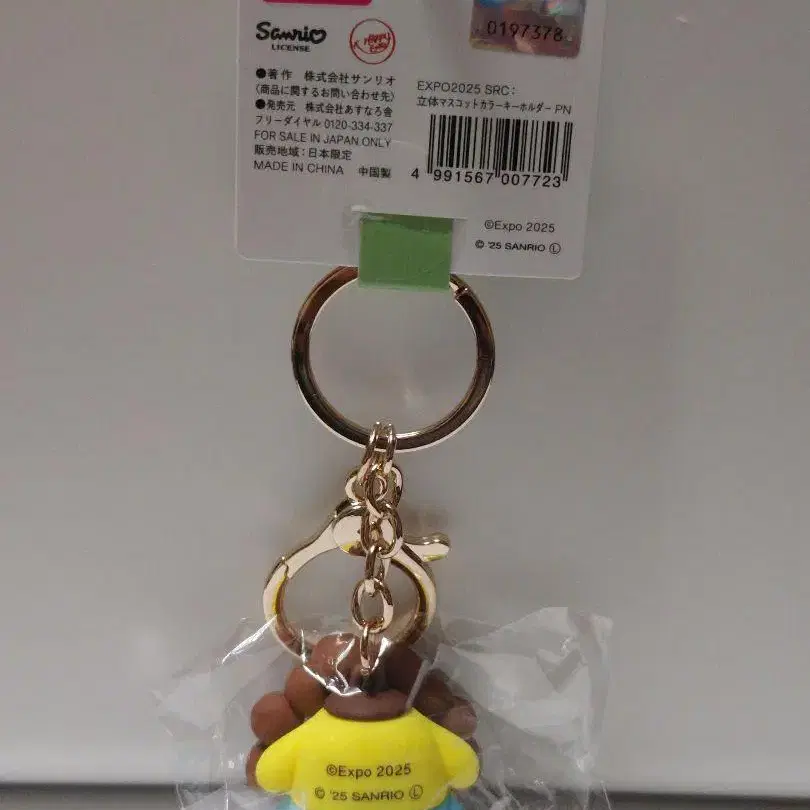 0197378
Sanrio
LICENSE
Happy
●著作 株式会社サンリオ
(商品に関するお問い合わせ先)
●発売元 株式会社あすなろ舎
フリーダイヤル 0120-334-337
FOR SALE IN JAPAN ONLY
販売地域:日本限定
MADE IN CHINA 中国製
EXPO2025 SRC:
立体マスコットカラーキーホルダー PN
4 991567 007723
©Expo 2025
© '25 SANRIO Ⓛ
©Expo 2025
© '25 SANRIO Ⓛ